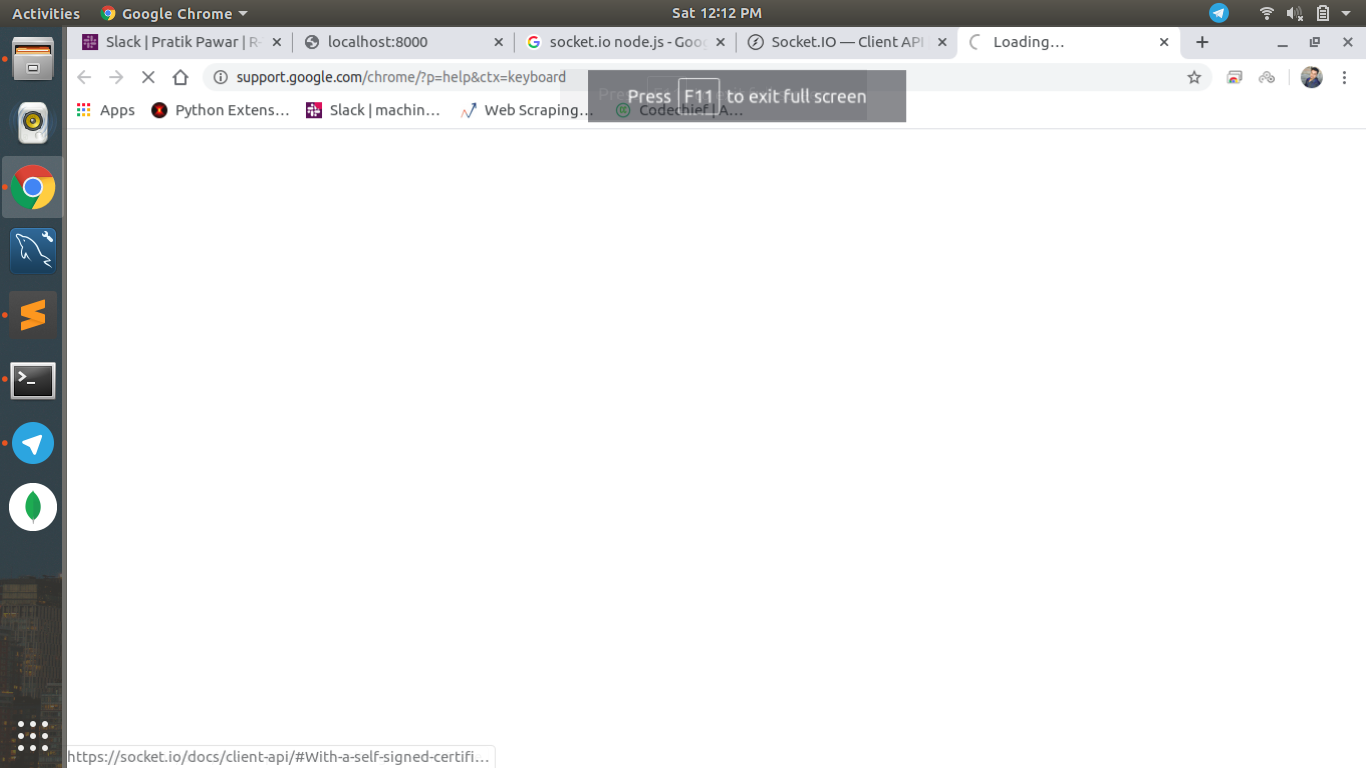 Activities Google Chrome Sat 12:12 PM
Slack | Pratik Pawar | R- localhost:8000 socket.io node.js - Goog Socket.IO — Client API Loading…
support.google.com/chrome/?p=help&ctx=keyboard
Press F11 to exit full screen
Apps Python Extens… Slack | machin… Web Scraping… Codechief | A…
https://socket.io/docs/client-api/#With-a-self-signed-certifi…